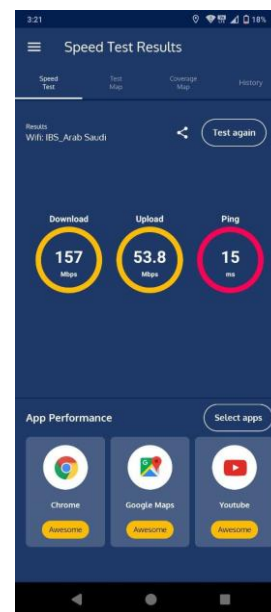 3:21
18%
Speed Test Results
Speed Test
Test Map
Coverage Map
History
Results
Wifi: IBS_Arab Saudi
Test again
Download
Upload
Ping
157
53.8
15
Mbps
Mbps
ms
App Performance
Select apps
Chrome
Google Maps
Youtube
Awesome
Awesome
Awesome